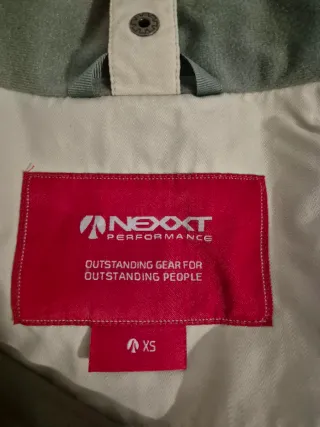 NEXXT
PERFORMANCE
OUTSTANDING GEAR FOR
OUTSTANDING PEOPLE
XS